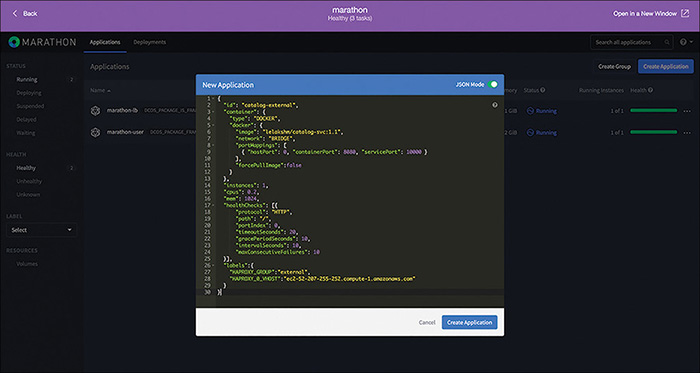 Back
marathon
Healthy (3 tasks)
Open in a New Window
MARATHON
Applications
Deployments
Search all applications
STATUS
Running 2
Deploying
Suspended
Delayed
Waiting
HEALTH
Healthy 2
Unhealthy
Unknown
LABEL
Select
RESOURCES
Volumes
Applications
Create Group
Create Application
Name
Status
Running Instances
Health
marathon-lb DCOS_PACKAGE_IS_FRA
GiB Running 1 of 1
marathon-user DCOS_PACKAGE_FRA
GiB Running 1 of 1
New Application
JSON Mode
1 {
2 "id": "catalog-external",
3 "container": {
4 "type": "DOCKER",
5 "docker": {
6 "image": "lelakshm/catalog-svc:1.1",
7 "network": "BRIDGE",
8 "portMappings": [
9 { "hostPort": 0, "containerPort": 8080, "servicePort": 10000 }
10 ],
11 "forcePullImage":false
12 }
13 },
14 "instances": 1,
15 "cpus": 0.2,
16 "mem": 1024,
17 "healthChecks": [{
18 "protocol": "HTTP",
19 "path": "/",
20 "portIndex": 0,
21 "timeoutSeconds": 20,
22 "gracePeriodSeconds": 10,
23 "intervalSeconds": 10,
24 "maxConsecutiveFailures": 10
25 }],
26 "labels":{
27 "HAPROXY_GROUP":"external",
28 "HAPROXY_0_VHOST":"ec2-52-207-255-252.compute-1.amazonaws.com"
29 }
30 }
Cancel
Create Application